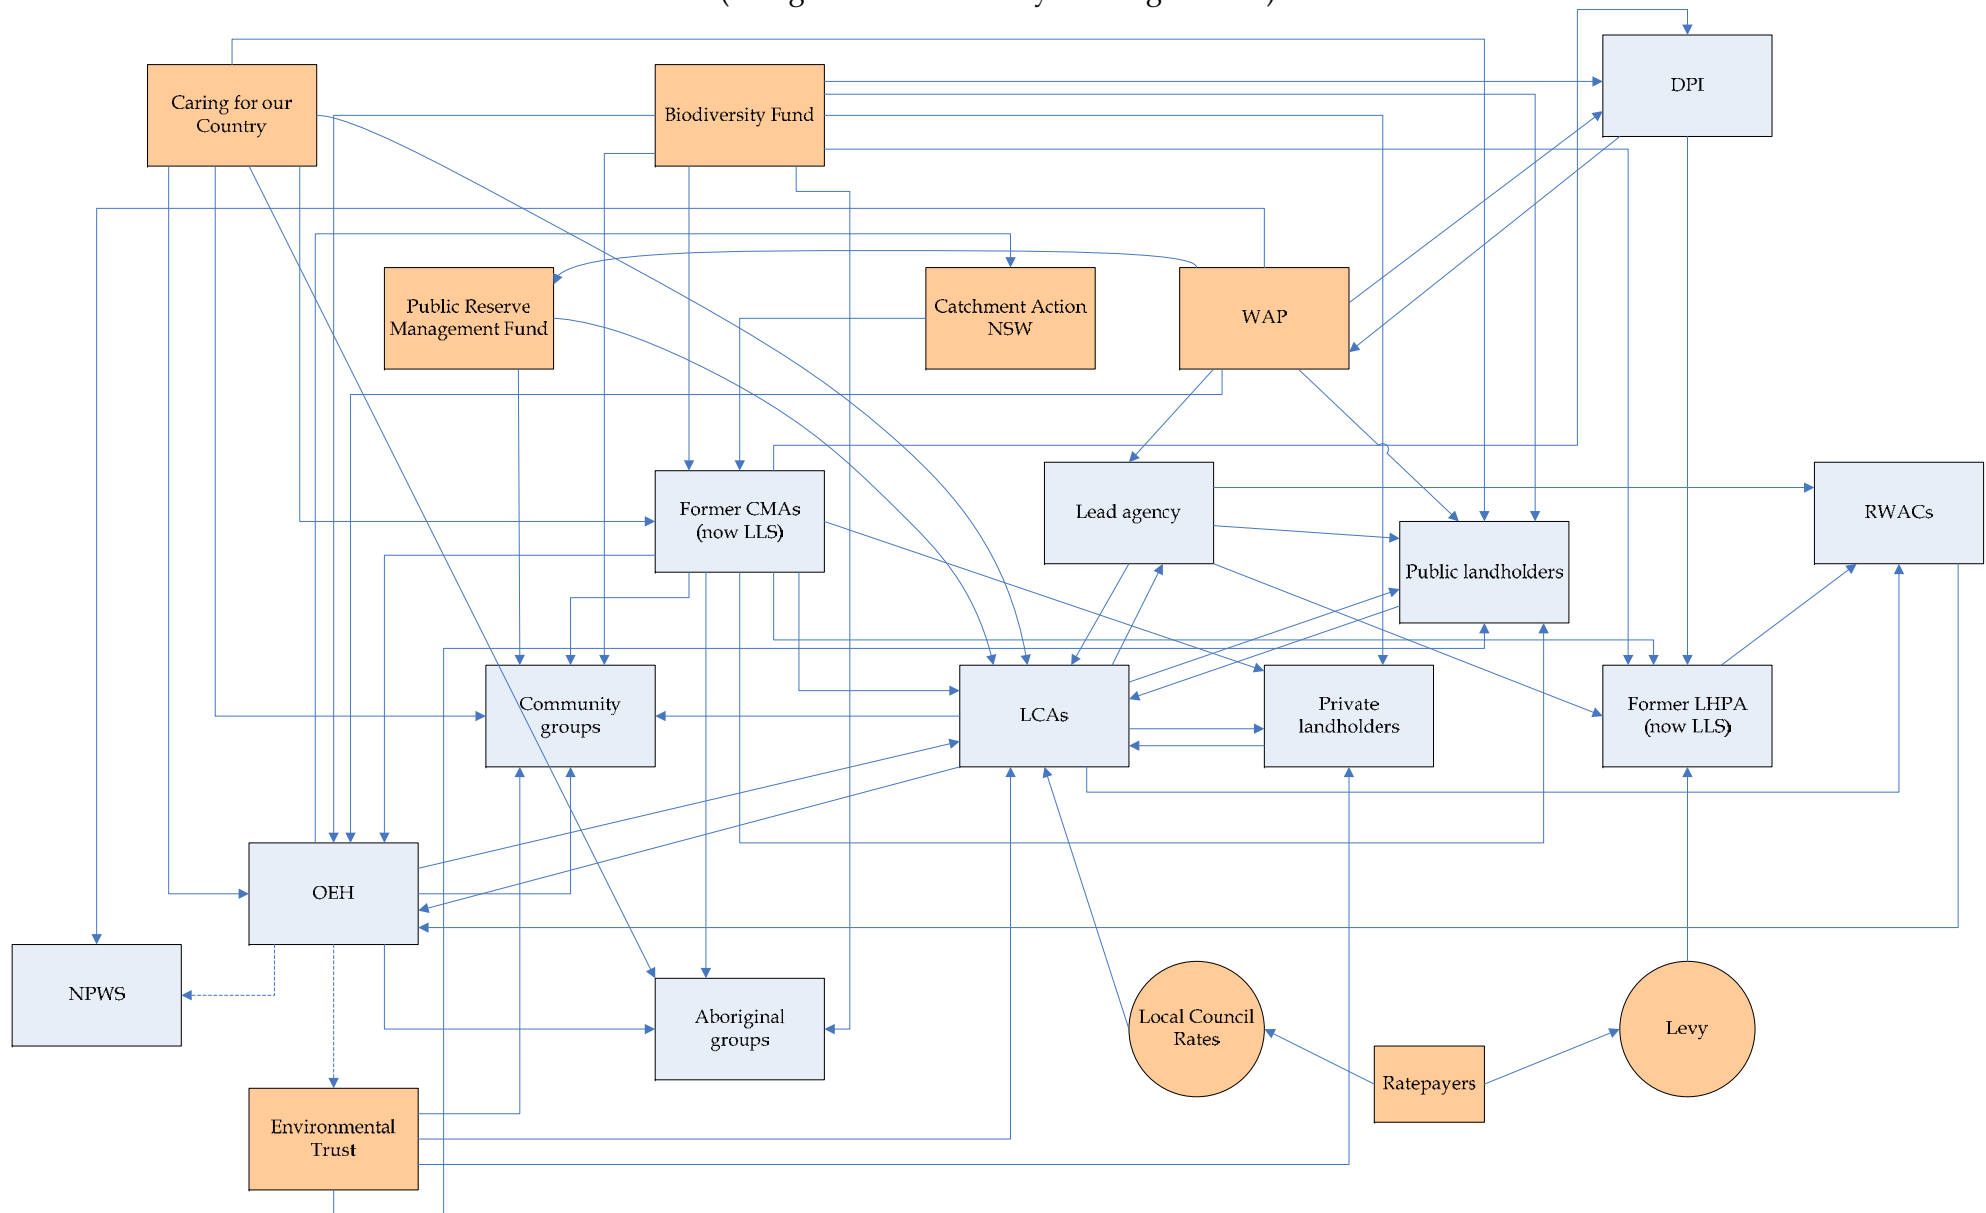 DPI
Caring for our
Country
Biodiversity Fund
Public Reserve
Management Fund
Catchment Action
NSW
WAP
Former CMAs
(now LLS)
Lead agency
RWACs
Public landholders
Community
groups
LCAs
Private
landholders
Former LHPA
(now LLS)
OEH
NPWS
Aboriginal
groups
Local Council
Rates
Levy
Ratepayers
Environmental
Trust